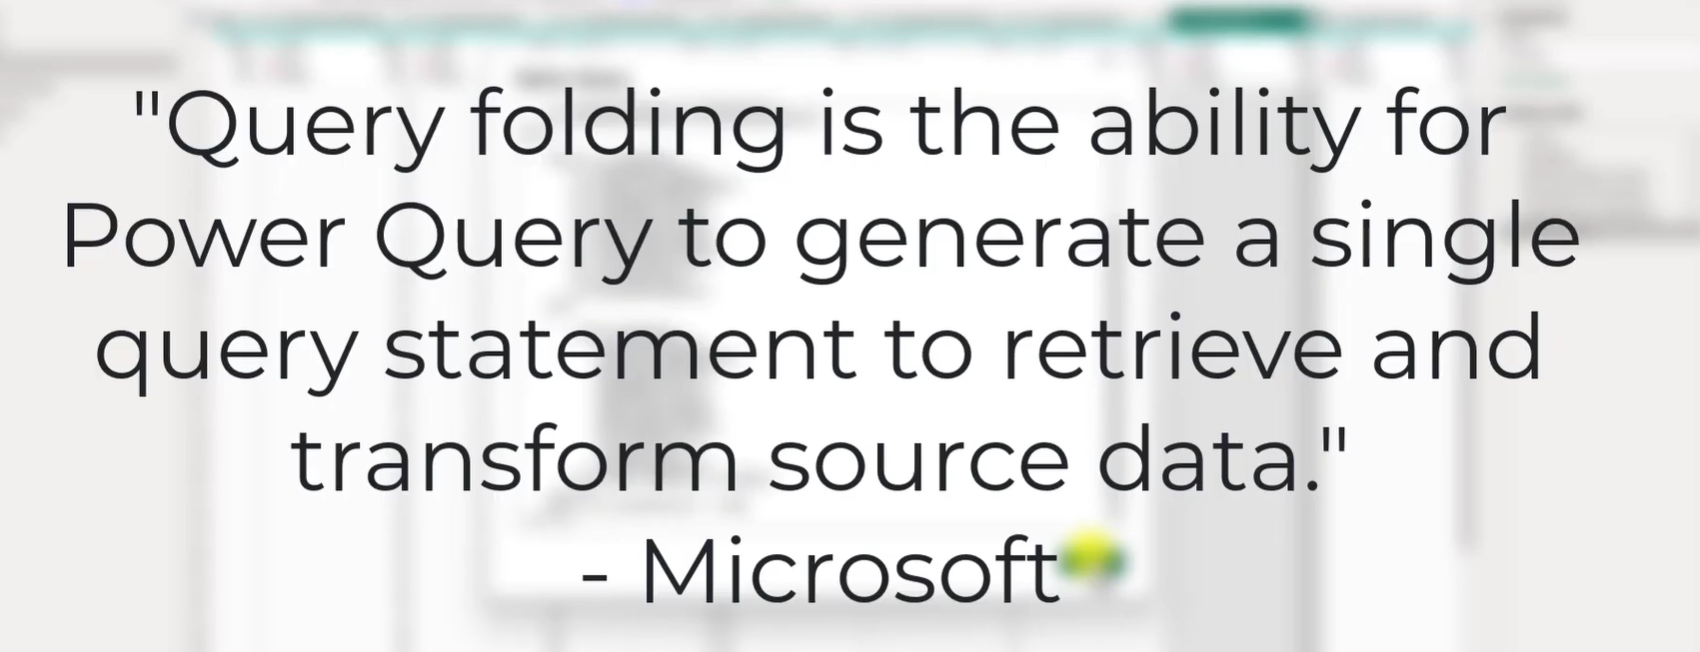 "Query folding is the ability for
Power Query to generate a single
query statement to retrieve and
transform source data."
- Microsoft